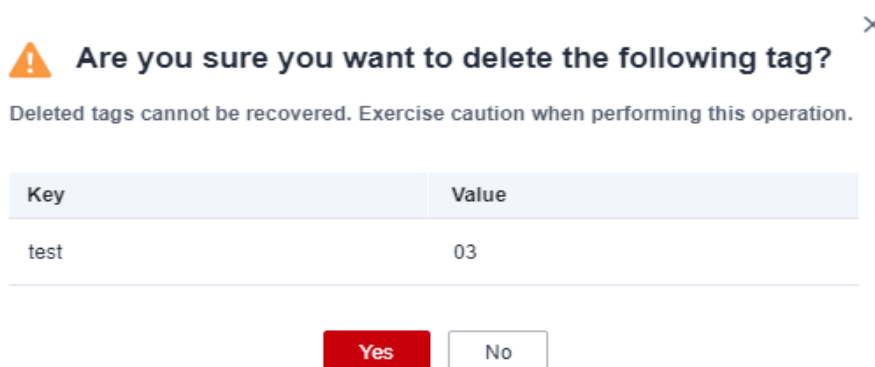 Are you sure you want to delete the following tag?
Deleted tags cannot be recovered. Exercise caution when performing this operation.
Key Value
test 03
Yes No